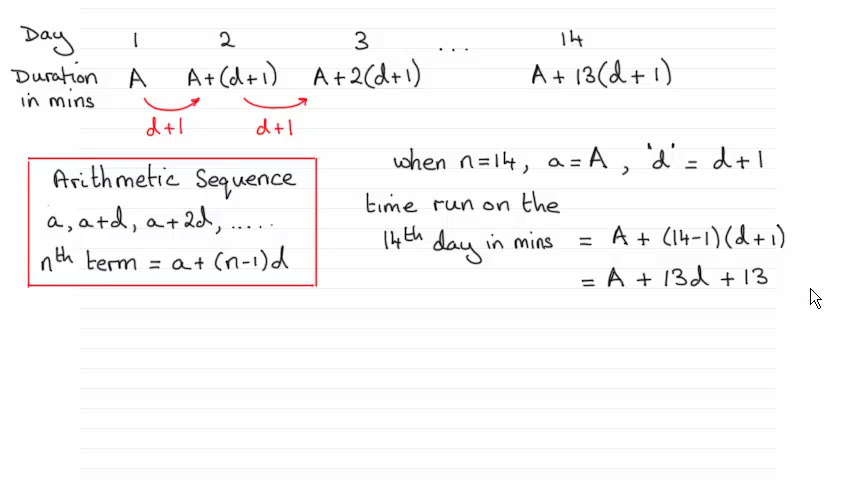 Day 1 2 3 ... 14
Duration in mins A A+(d+1) A+2(d+1) A+13(d+1)
d+1 d+1
Arithmetic Sequence
a, a+d, a+2d, .....
nth term = a+(n-1)d
when n=14, a=A, 'd' = d+1
time run on the
14th day in mins = A + (14-1)(d+1)
= A + 13d + 13